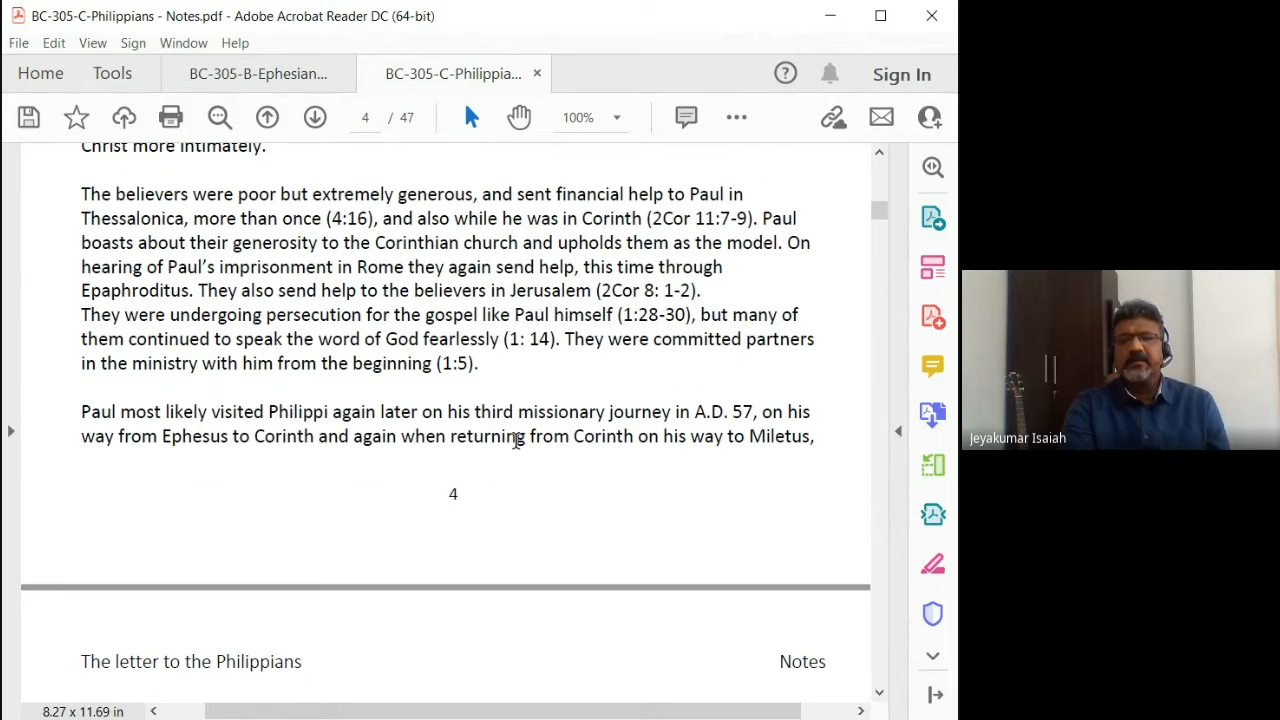 BC-305-C-Philippians - Notes.pdf - Adobe Acrobat Reader DC (64-bit)
File Edit View Sign Window Help
Home Tools BC-305-B-Ephesian... BC-305-C-Philippia... × ? Sign In
4 / 47 100%
Christ more intimately.
The believers were poor but extremely generous, and sent financial help to Paul in
Thessalonica, more than once (4:16), and also while he was in Corinth (2Cor 11:7-9). Paul
boasts about their generosity to the Corinthian church and upholds them as the model. On
hearing of Paul's imprisonment in Rome they again send help, this time through
Epaphroditus. They also send help to the believers in Jerusalem (2Cor 8: 1-2).
They were undergoing persecution for the gospel like Paul himself (1:28-30), but many of
them continued to speak the word of God fearlessly (1: 14). They were committed partners
in the ministry with him from the beginning (1:5).
Paul most likely visited Philippi again later on his third missionary journey in A.D. 57, on his
way from Ephesus to Corinth and again when returning from Corinth on his way to Miletus,
4
The letter to the Philippians Notes
8.27 x 11.69 in
Jeyakumar Isaiah